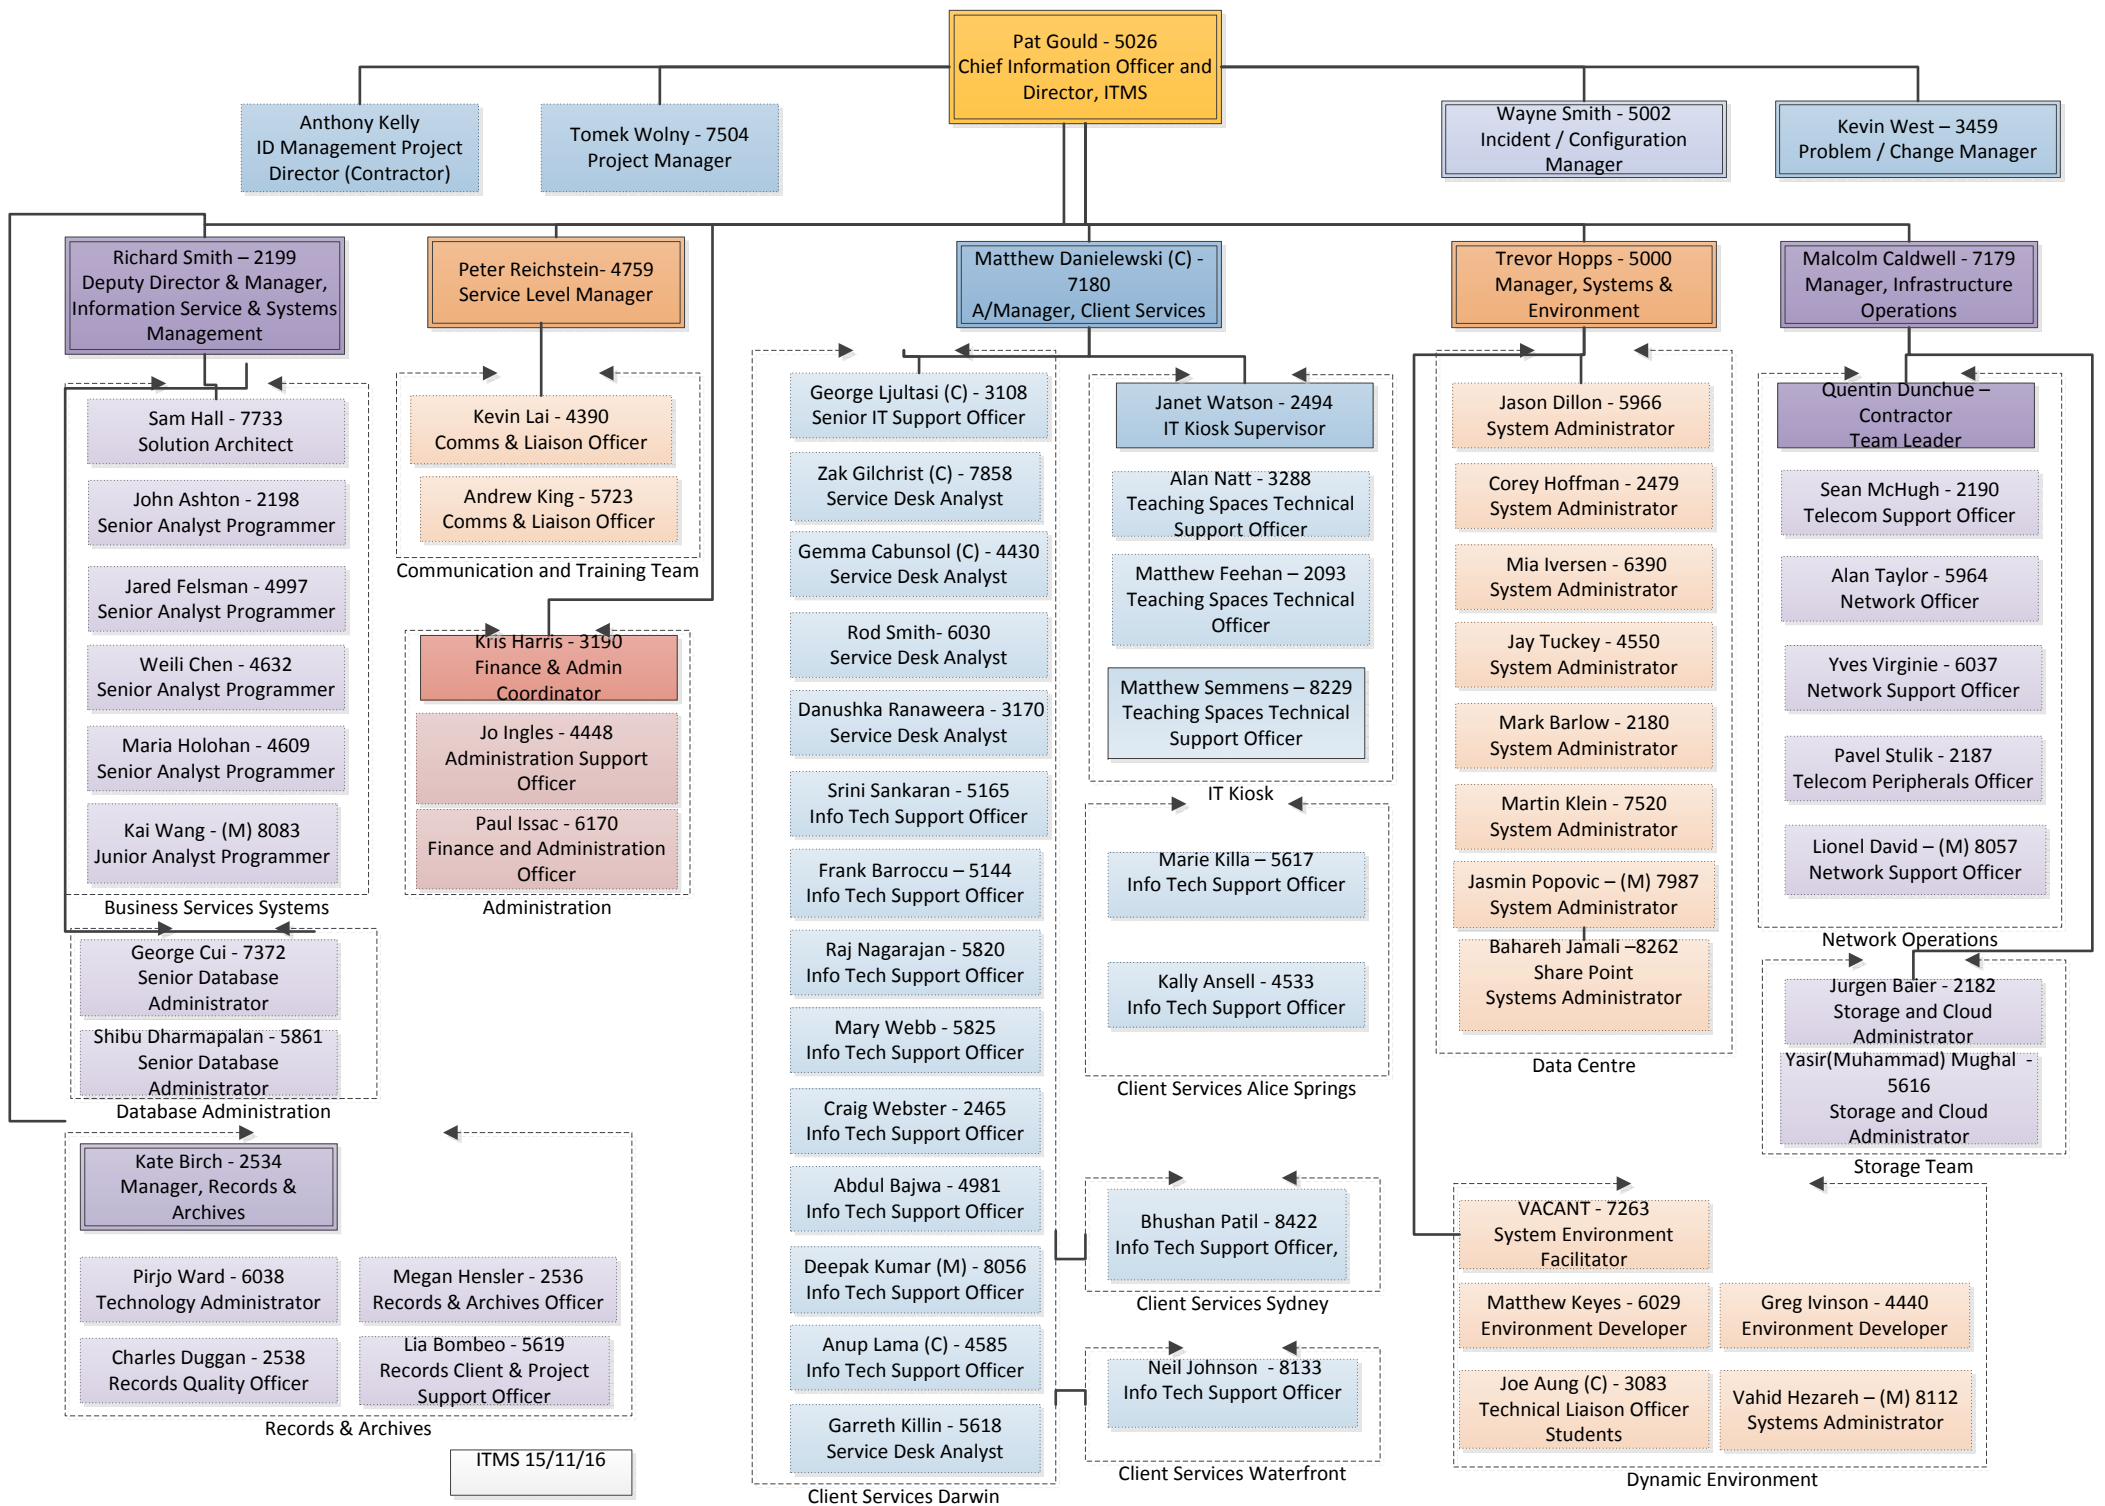 Pat Gould - 5026
Chief Information Officer and
Director, ITMS
Anthony Kelly
ID Management Project
Director (Contractor)
Tomek Wolny - 7504
Project Manager
Wayne Smith - 5002
Incident / Configuration
Manager
Kevin West – 3459
Problem / Change Manager
Richard Smith – 2199
Deputy Director & Manager,
Information Service & Systems
Management
Peter Reichstein- 4759
Service Level Manager
Matthew Danielewski (C) -
7180
A/Manager, Client Services
Trevor Hopps - 5000
Manager, Systems &
Environment
Malcolm Caldwell - 7179
Manager, Infrastructure
Operations
Sam Hall - 7733
Solution Architect
John Ashton - 2198
Senior Analyst Programmer
Jared Felsman - 4997
Senior Analyst Programmer
Weili Chen - 4632
Senior Analyst Programmer
Maria Holohan - 4609
Senior Analyst Programmer
Kai Wang - (M) 8083
Junior Analyst Programmer
Business Services Systems
George Cui - 7372
Senior Database
Administrator
Shibu Dharmapalan - 5861
Senior Database
Administrator
Database Administration
Kate Birch - 2534
Manager, Records &
Archives
Pirjo Ward - 6038
Technology Administrator
Megan Hensler - 2536
Records & Archives Officer
Charles Duggan - 2538
Records Quality Officer
Lia Bombeo - 5619
Records Client & Project
Support Officer
Records & Archives
ITMS 15/11/16
Kevin Lai - 4390
Comms & Liaison Officer
Andrew King - 5723
Comms & Liaison Officer
Communication and Training Team
Kris Harris - 3190
Finance & Admin
Coordinator
Jo Ingles - 4448
Administration Support
Officer
Paul Issac - 6170
Finance and Administration
Officer
Administration
George Ljultasi (C) - 3108
Senior IT Support Officer
Zak Gilchrist (C) - 7858
Service Desk Analyst
Gemma Cabunsol (C) - 4430
Service Desk Analyst
Rod Smith- 6030
Service Desk Analyst
Danushka Ranaweera - 3170
Service Desk Analyst
Srini Sankaran - 5165
Info Tech Support Officer
Frank Barroccu – 5144
Info Tech Support Officer
Raj Nagarajan - 5820
Info Tech Support Officer
Mary Webb - 5825
Info Tech Support Officer
Craig Webster - 2465
Info Tech Support Officer
Abdul Bajwa - 4981
Info Tech Support Officer
Deepak Kumar (M) - 8056
Info Tech Support Officer
Anup Lama (C) - 4585
Info Tech Support Officer
Garreth Killin - 5618
Service Desk Analyst
Client Services Darwin
Janet Watson - 2494
IT Kiosk Supervisor
Alan Natt - 3288
Teaching Spaces Technical
Support Officer
Matthew Feehan – 2093
Teaching Spaces Technical
Officer
Matthew Semmens – 8229
Teaching Spaces Technical
Support Officer
IT Kiosk
Marie Killa – 5617
Info Tech Support Officer
Kally Ansell - 4533
Info Tech Support Officer
Client Services Alice Springs
Bhushan Patil - 8422
Info Tech Support Officer,
Client Services Sydney
Neil Johnson - 8133
Info Tech Support Officer
Client Services Waterfront
Jason Dillon - 5966
System Administrator
Corey Hoffman - 2479
System Administrator
Mia Iversen - 6390
System Administrator
Jay Tuckey - 4550
System Administrator
Mark Barlow - 2180
System Administrator
Martin Klein - 7520
System Administrator
Jasmin Popovic – (M) 7987
System Administrator
Bahareh Jamali –8262
Share Point
Systems Administrator
Data Centre
VACANT - 7263
System Environment
Facilitator
Matthew Keyes - 6029
Environment Developer
Greg Ivinson - 4440
Environment Developer
Joe Aung (C) - 3083
Technical Liaison Officer
Students
Vahid Hezareh – (M) 8112
Systems Administrator
Dynamic Environment
Quentin Dunchue –
Contractor
Team Leader
Sean McHugh - 2190
Telecom Support Officer
Alan Taylor - 5964
Network Officer
Yves Virginie - 6037
Network Support Officer
Pavel Stulik - 2187
Telecom Peripherals Officer
Lionel David – (M) 8057
Network Support Officer
Network Operations
Jurgen Baier - 2182
Storage and Cloud
Administrator
Yasir(Muhammad) Mughal -
5616
Storage and Cloud
Administrator
Storage Team